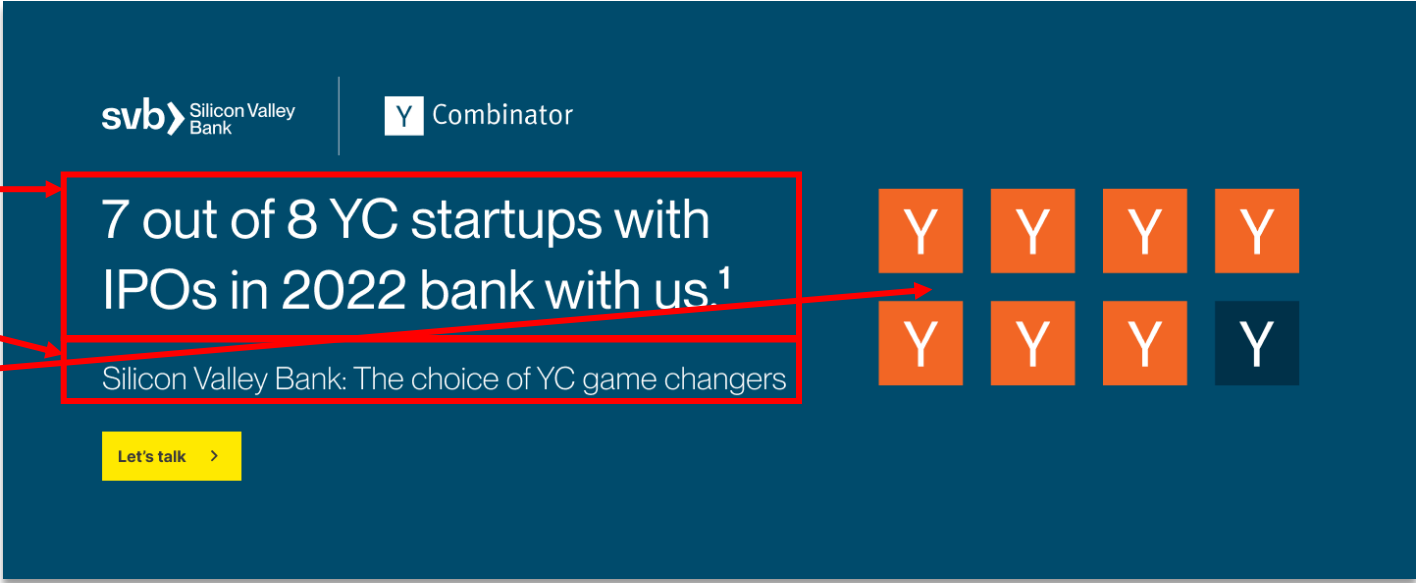 svb> Silicon Valley
Bank
Y Combinator
7 out of 8 YC startups with
IPOs in 2022 bank with us.¹
Silicon Valley Bank: The choice of YC game changers
Let's talk >
Y Y Y Y
Y Y Y Y